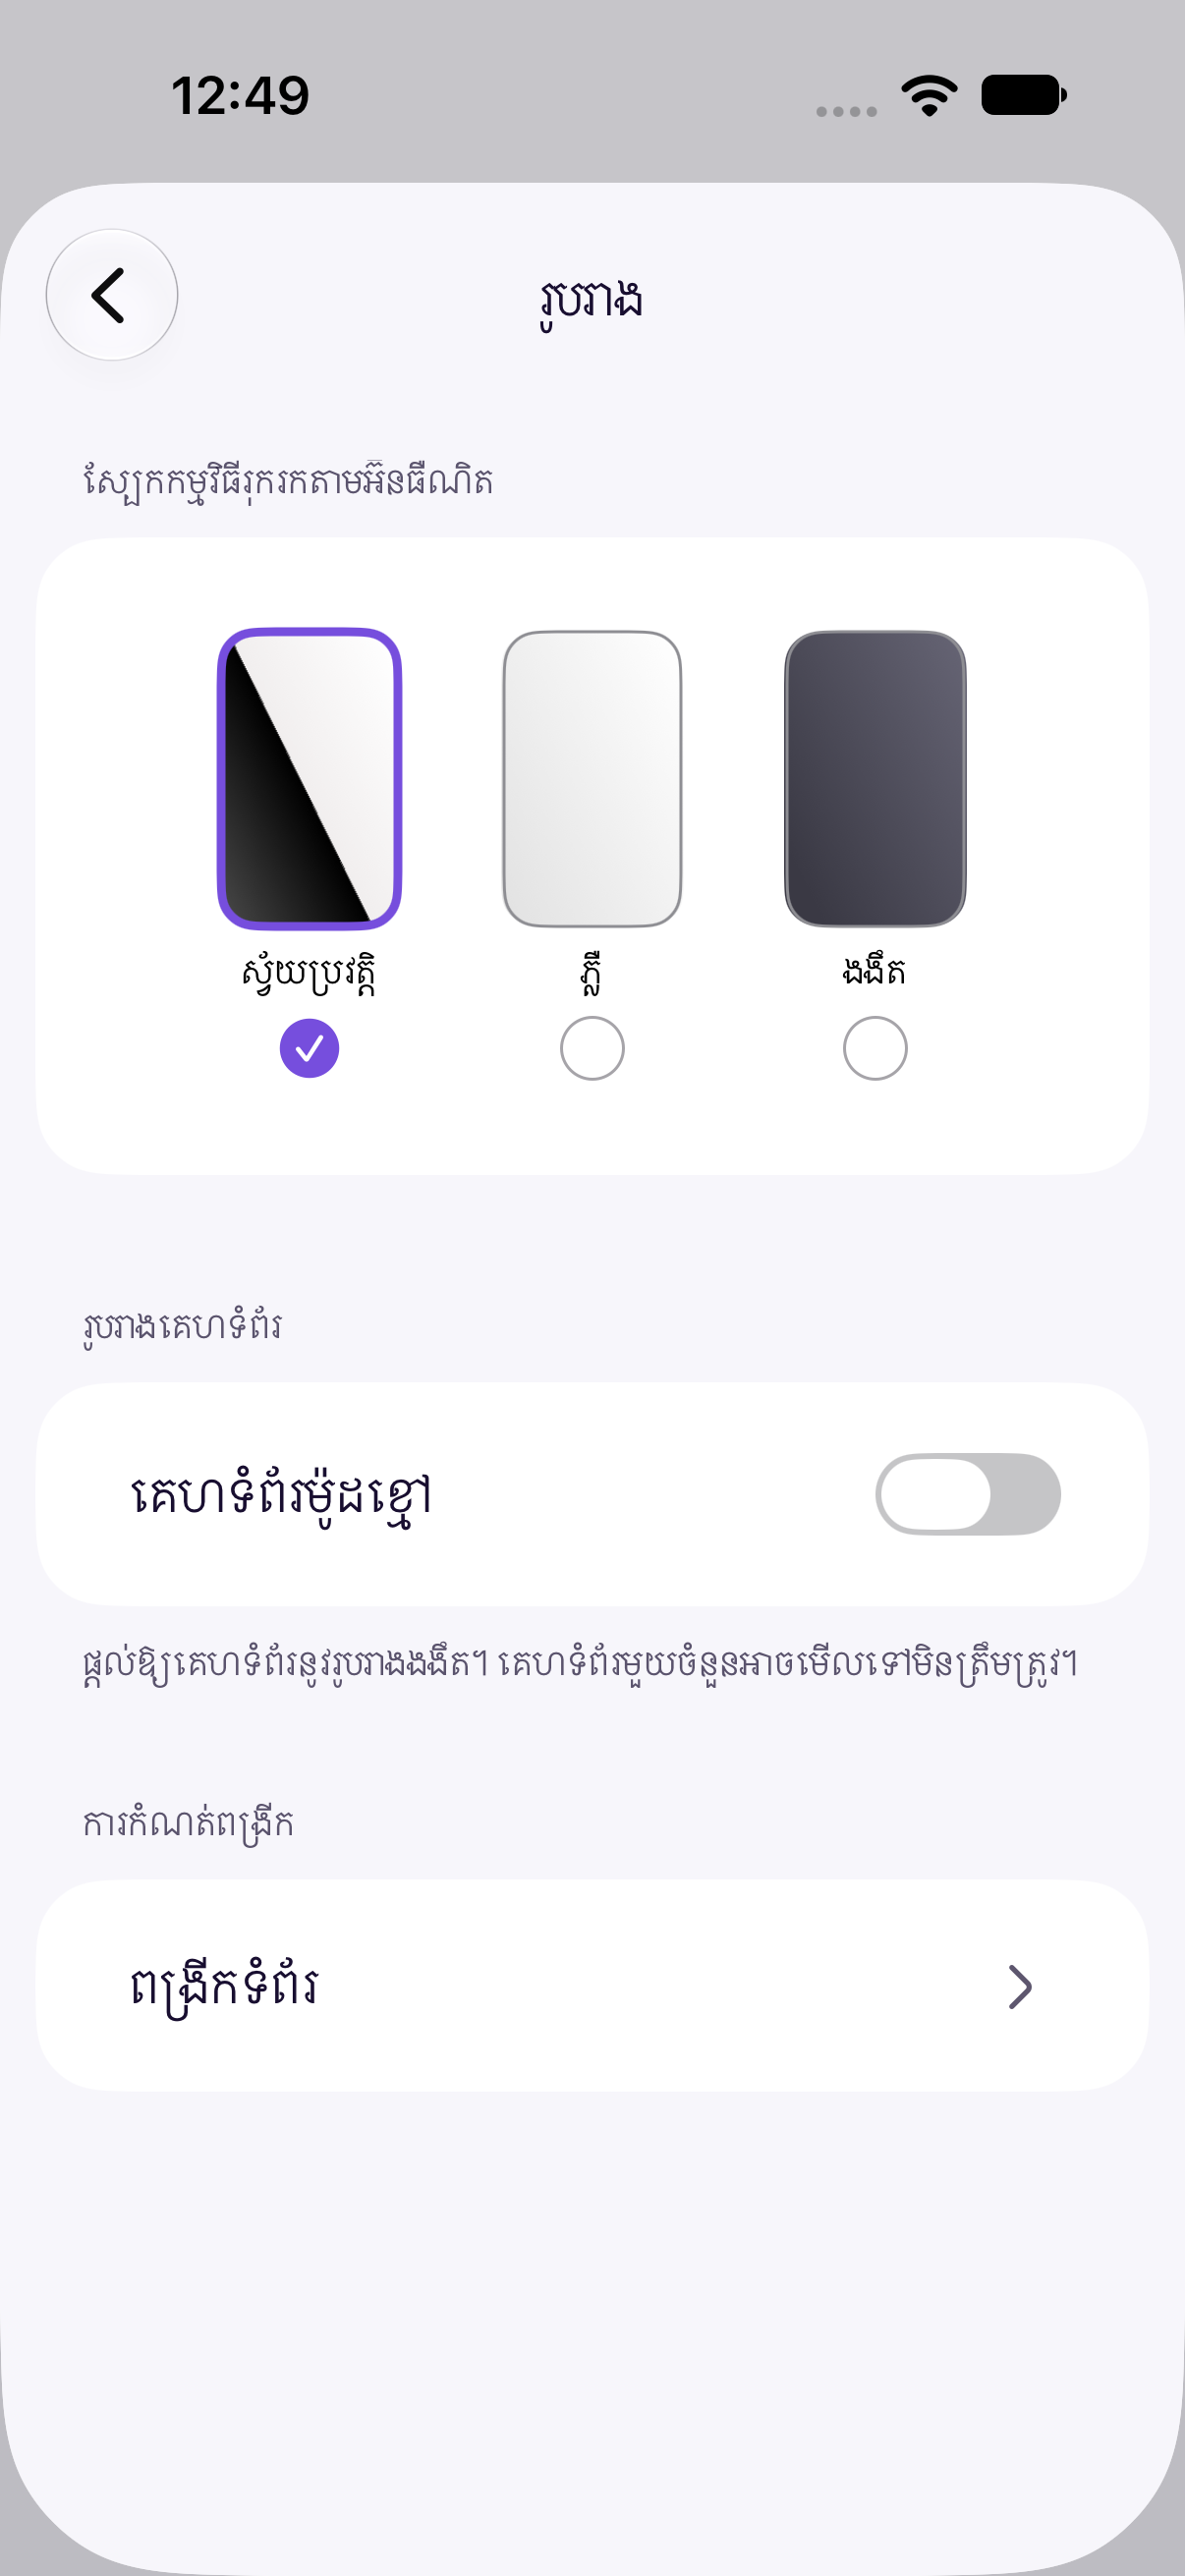 12:49
រូបរាង
ស្បែកកម្មវិធីរុករកតាមអ៊ីនធឺណិត
ស្វ័យប្រវត្តិ
ភ្លឺ
ងងឹត
រូបរាងគេហទំព័រ
គេហទំព័រម៉ូដខ្មៅ
ផ្តល់ឱ្យគេហទំព័រនូវរូបរាងងងឹត។ គេហទំព័រមួយចំនួនអាចមើលទៅមិនត្រឹមត្រូវ។
ការកំណត់ពង្រីក
ពង្រីកទំព័រ